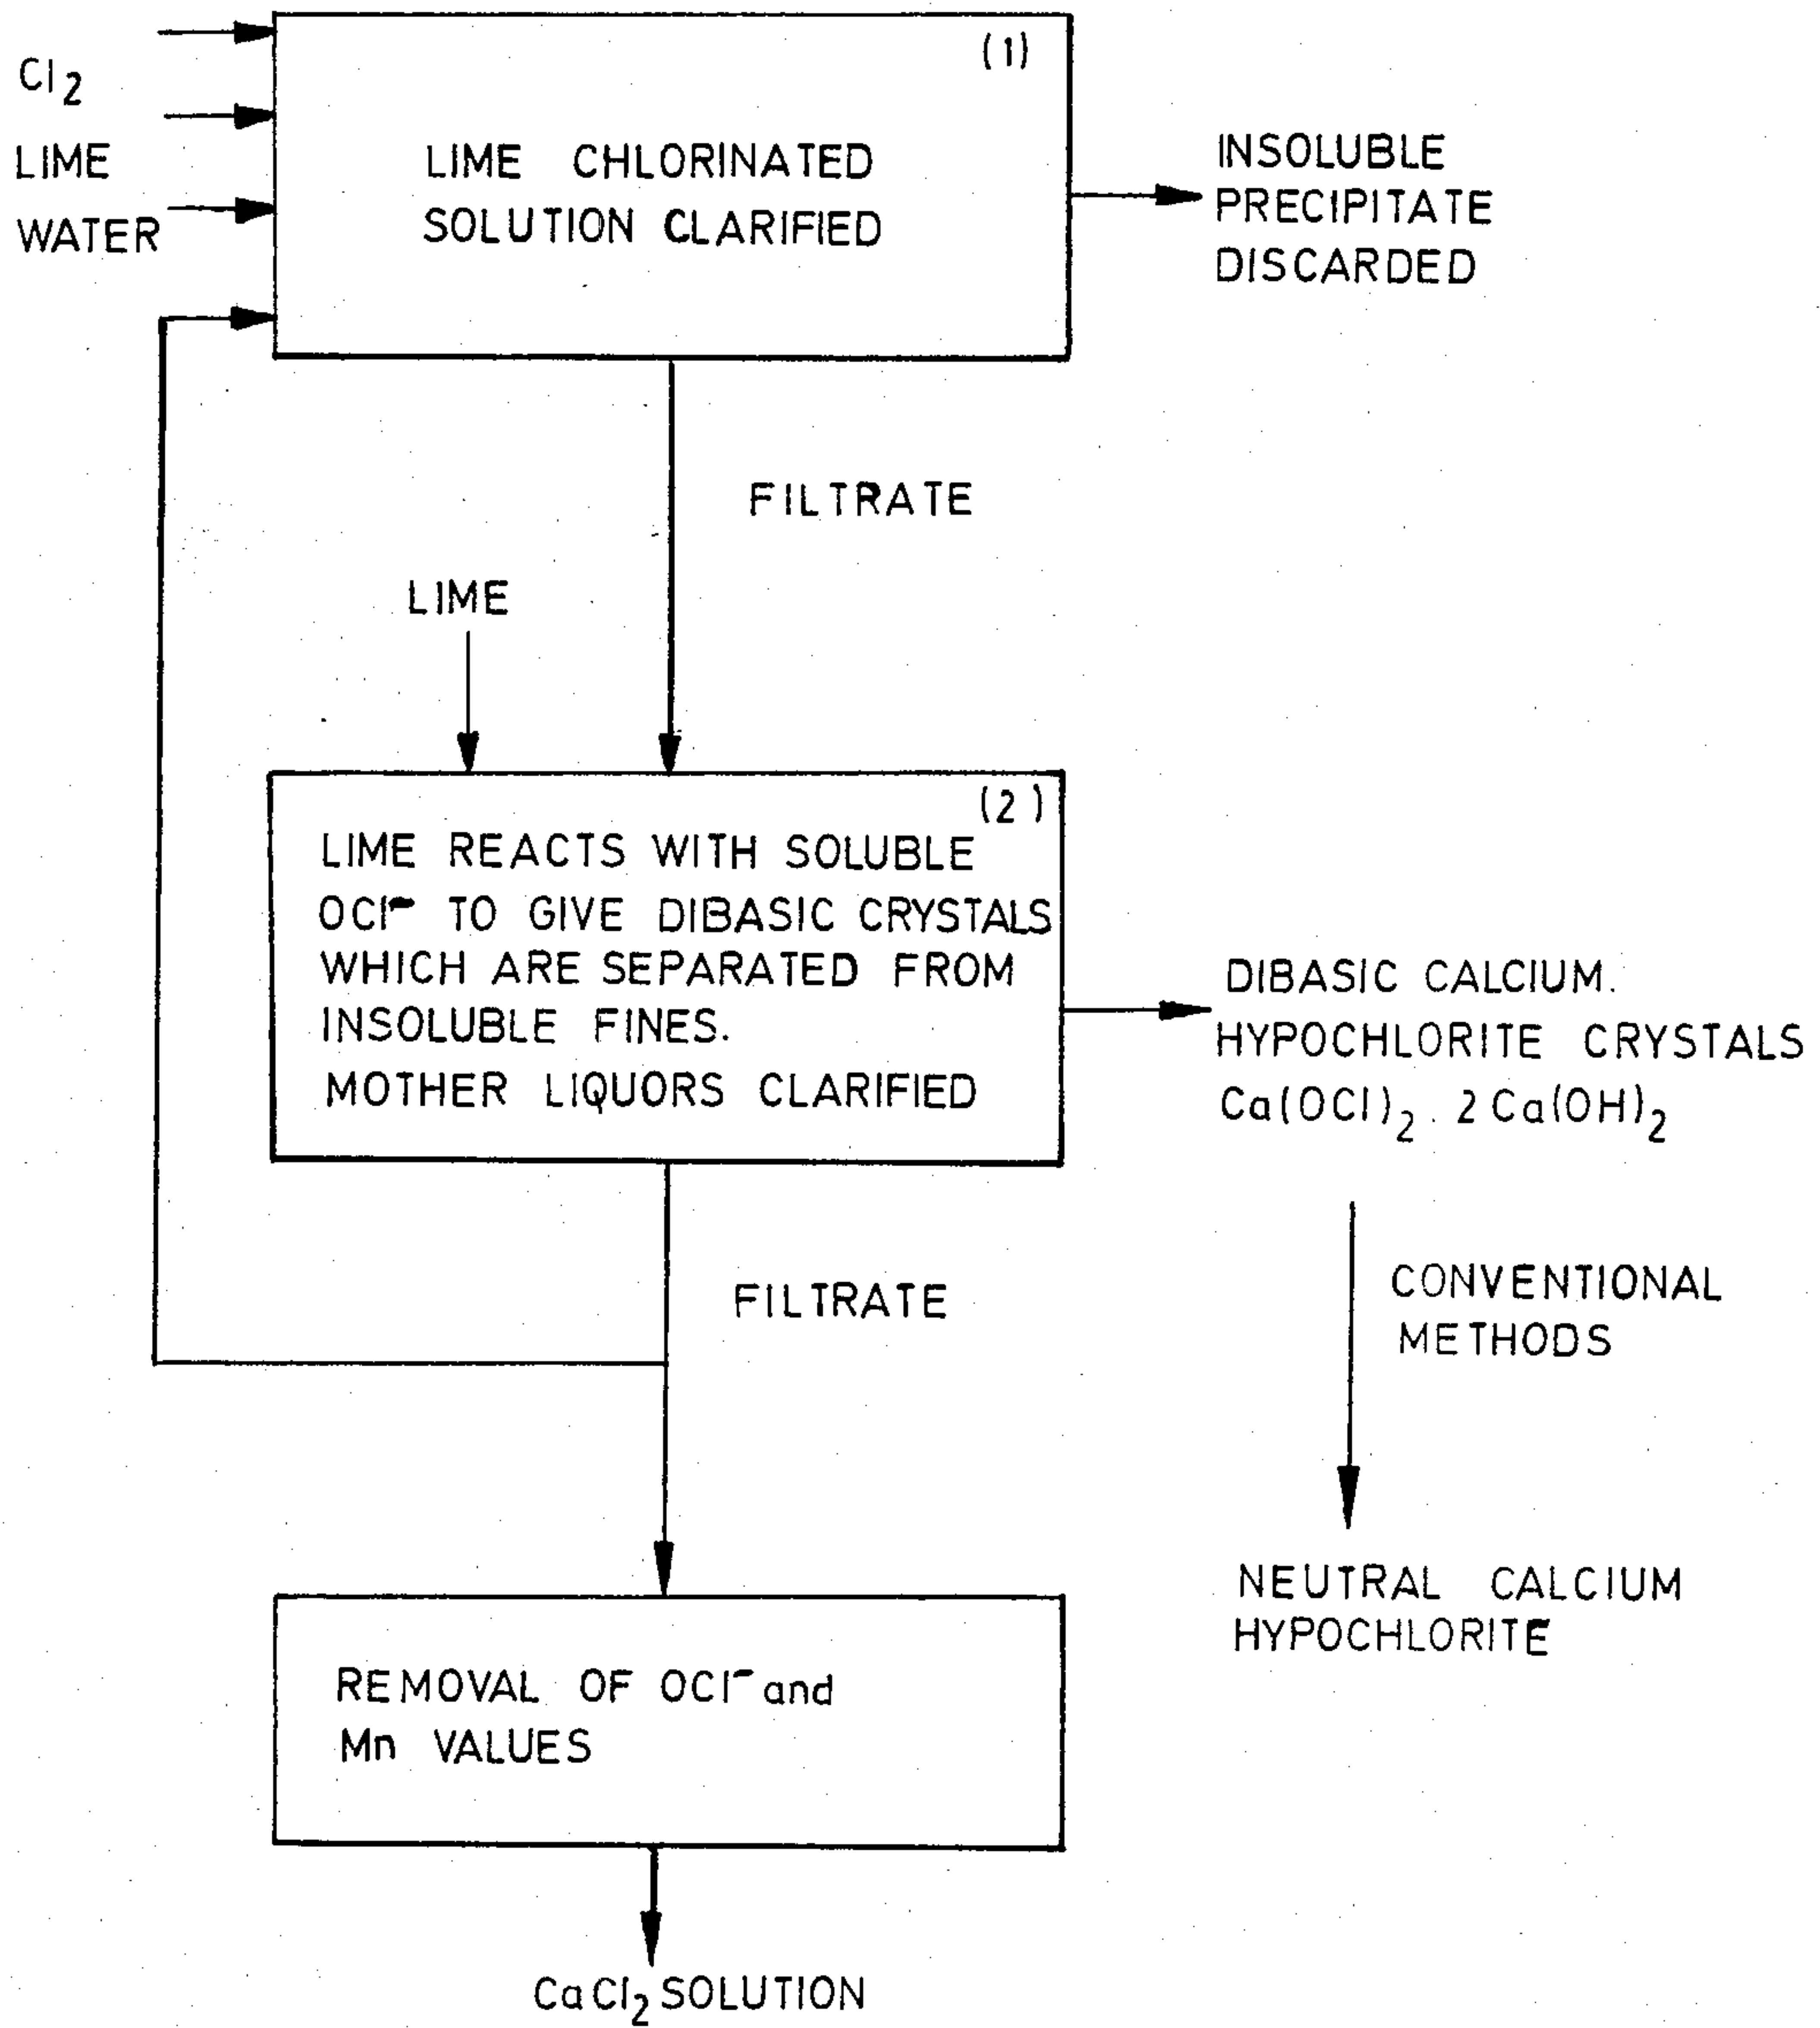 Cl2
LIME
WATER
(1)
LIME CHLORINATED
SOLUTION CLARIFIED
INSOLUBLE
PRECIPITATE
DISCARDED
FILTRATE
LIME
(2)
LIME REACTS WITH SOLUBLE
OCl- TO GIVE DIBASIC CRYSTALS
WHICH ARE SEPARATED FROM
INSOLUBLE FINES.
MOTHER LIQUORS CLARIFIED
DIBASIC CALCIUM.
HYPOCHLORITE CRYSTALS
Ca(OCl)2 . 2 Ca(OH)2
FILTRATE
CONVENTIONAL
METHODS
NEUTRAL CALCIUM
HYPOCHLORITE
REMOVAL OF OCl- and
Mn VALUES
CaCl2 SOLUTION